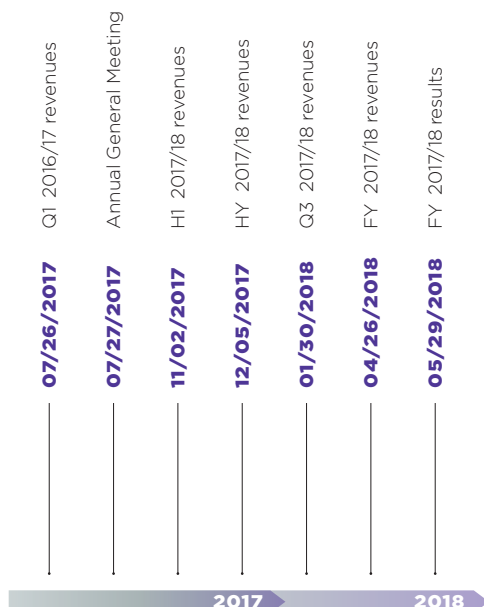 Q1 2016/17 revenues
07/26/2017
Annual General Meeting
07/27/2017
H1 2017/18 revenues
11/02/2017
HY 2017/18 revenues
12/05/2017
Q3 2017/18 revenues
01/30/2018
FY 2017/18 revenues
04/26/2018
FY 2017/18 results
05/29/2018
2017
2018